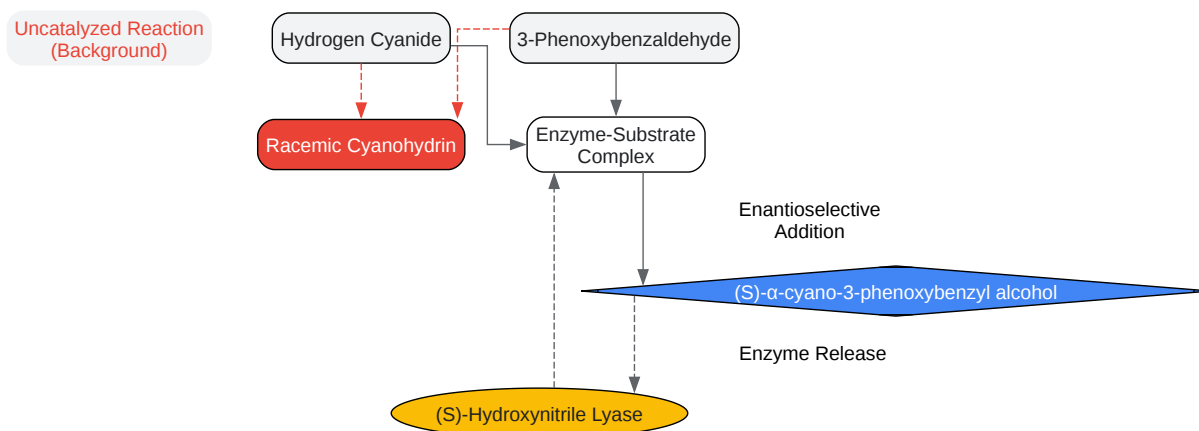 Uncatalyzed Reaction
(Background)
Hydrogen Cyanide
3-Phenoxybenzaldehyde
Racemic Cyanohydrin
Enzyme-Substrate
Complex
Enantioselective
Addition
(S)-α-cyano-3-phenoxybenzyl alcohol
Enzyme Release
(S)-Hydroxynitrile Lyase